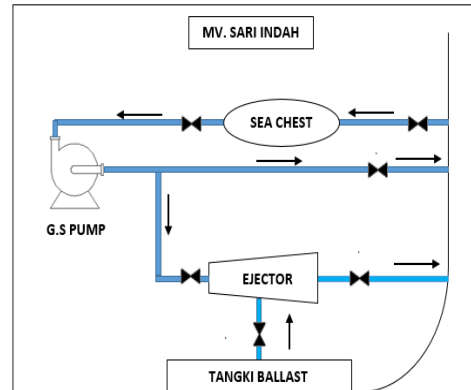 MV. SARI INDAH
SEA CHEST
G.S PUMP
EJECTOR
TANGKI BALLAST